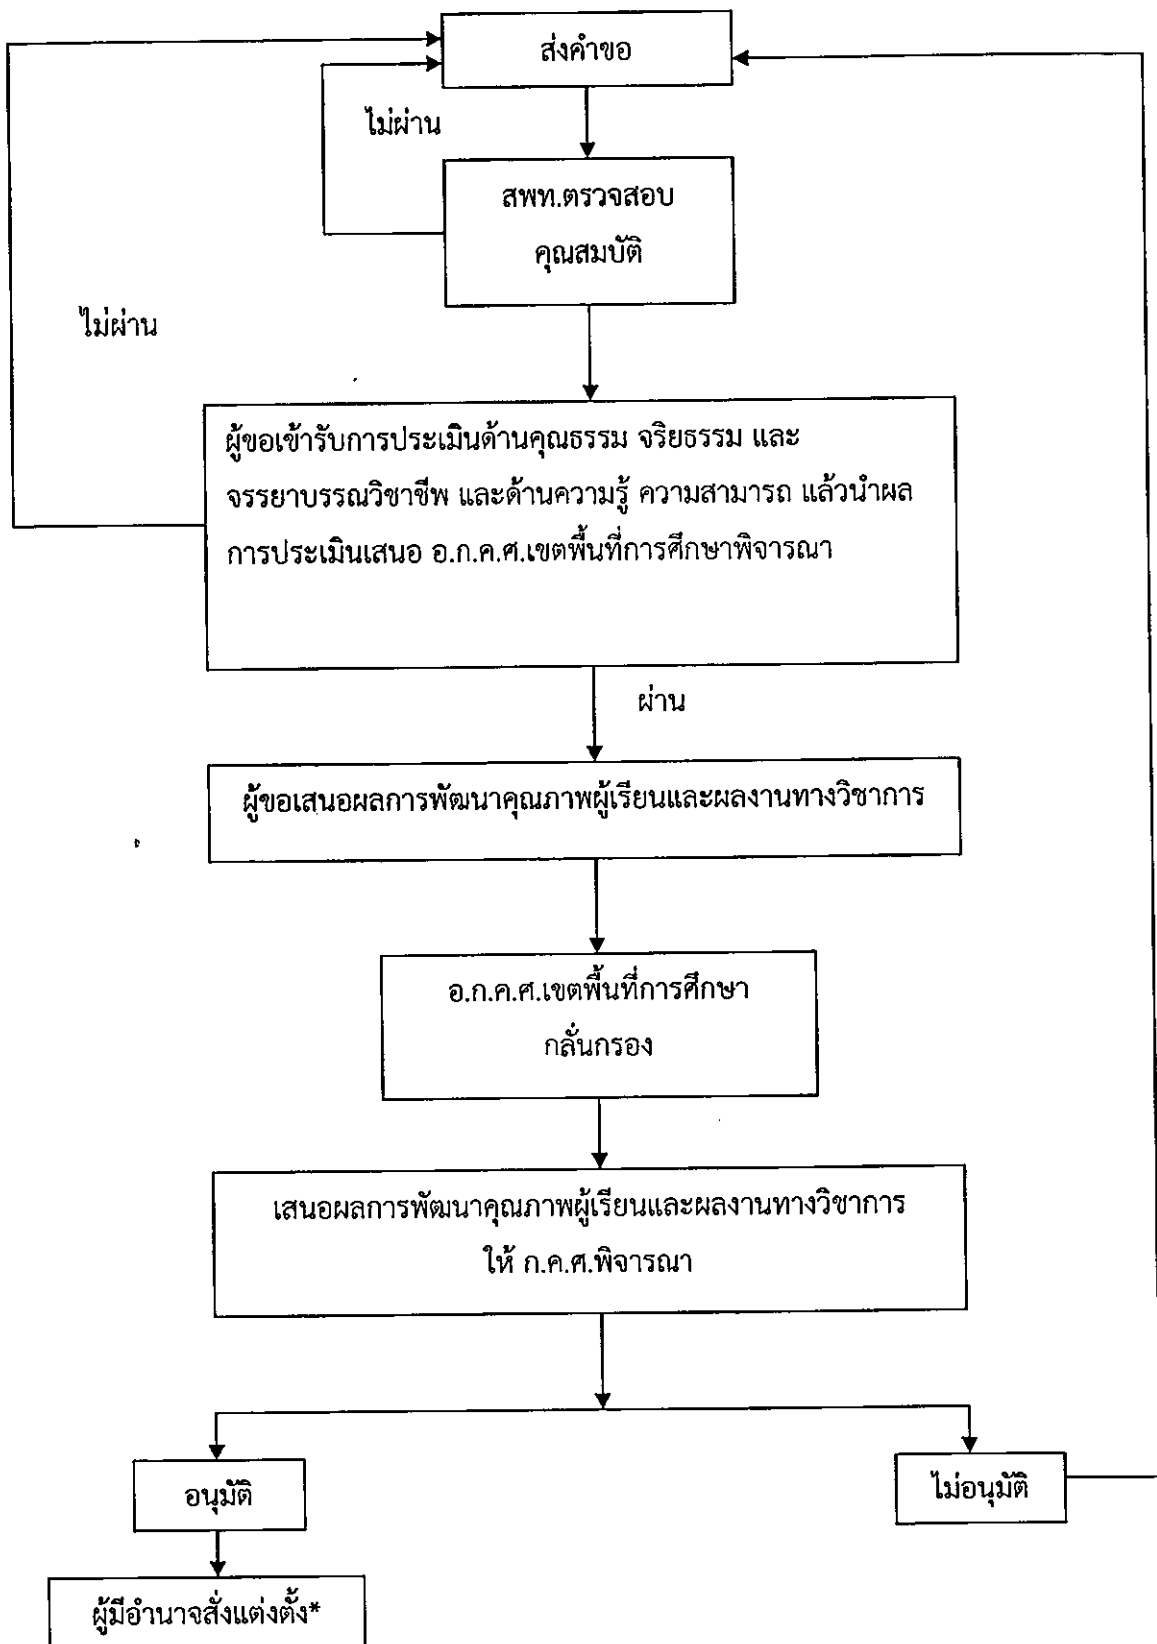 ส่งคำขอ
ไม่ผ่าน
สพท.ตรวจสอบ
คุณสมบัติ
ไม่ผ่าน
ผู้ขอเข้ารับการประเมินด้านคุณธรรม จริยธรรม และ
จรรยาบรรณวิชาชีพ และด้านความรู้ ความสามารถ แล้วนำผล
การประเมินเสนอ อ.ก.ค.ศ.เขตพื้นที่การศึกษาพิจารณา
ผ่าน
ผู้ขอเสนอผลการพัฒนาคุณภาพผู้เรียนและผลงานทางวิชาการ
อ.ก.ค.ศ.เขตพื้นที่การศึกษา
กลั่นกรอง
เสนอผลการพัฒนาคุณภาพผู้เรียนและผลงานทางวิชาการ
ให้ ก.ค.ศ.พิจารณา
อนุมัติ
ไม่อนุมัติ
ผู้มีอำนาจสั่งแต่งตั้ง*